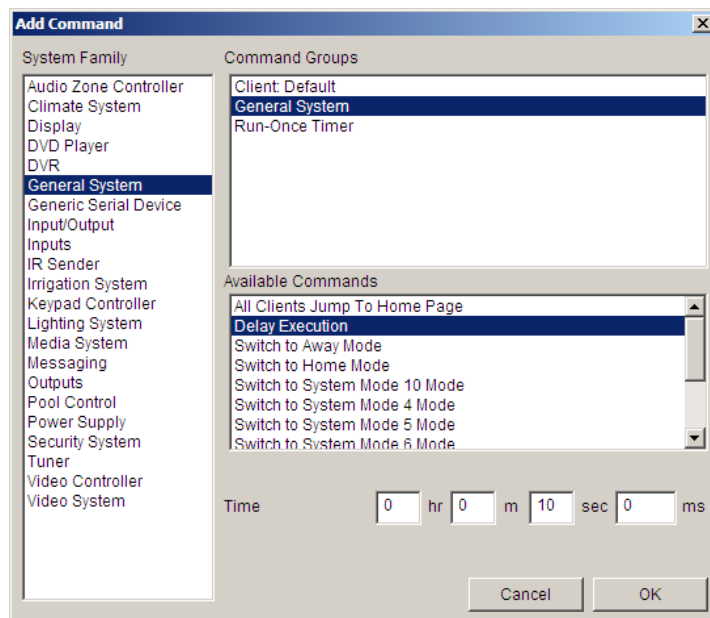 Add Command
System Family
Audio Zone Controller
Climate System
Display
DVD Player
DVR
General System
Generic Serial Device
Input/Output
Inputs
IR Sender
Irrigation System
Keypad Controller
Lighting System
Media System
Messaging
Outputs
Pool Control
Power Supply
Security System
Tuner
Video Controller
Video System
Command Groups
Client: Default
General System
Run-Once Timer
Available Commands
All Clients Jump To Home Page
Delay Execution
Switch to Away Mode
Switch to Home Mode
Switch to System Mode 10 Mode
Switch to System Mode 4 Mode
Switch to System Mode 5 Mode
Switch to System Mode 6 Mode
Time 0 hr 0 m 10 sec 0 ms
Cancel OK